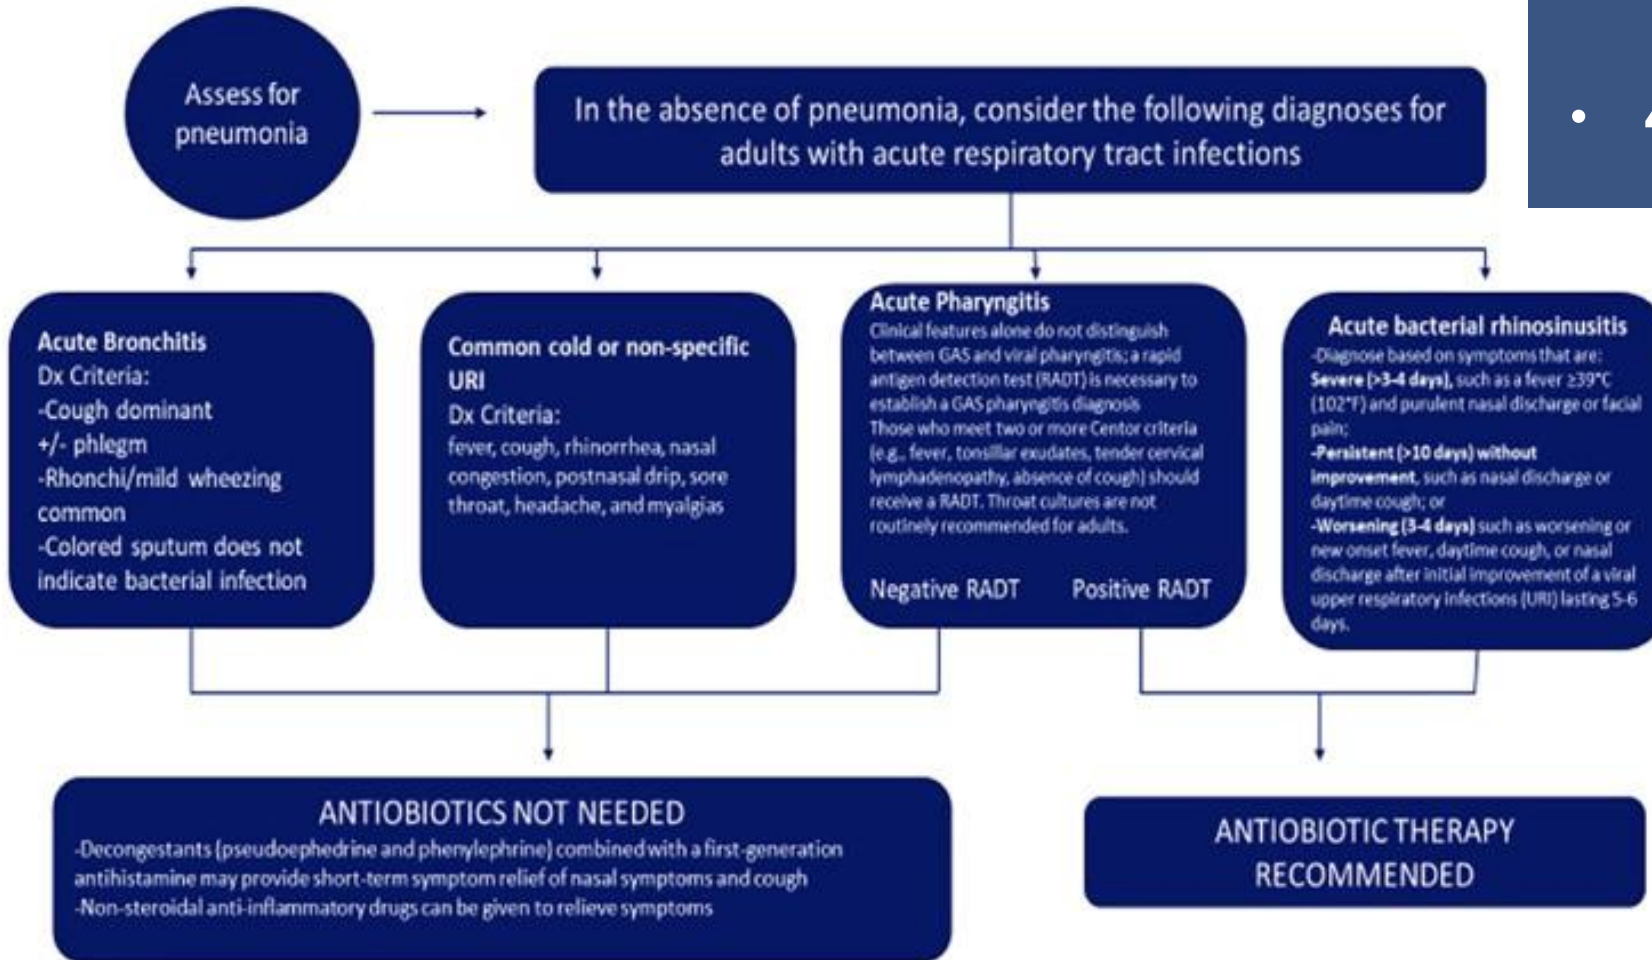 Assess for
pneumonia
In the absence of pneumonia, consider the following diagnoses for
adults with acute respiratory tract infections
•
Acute Bronchitis
Dx Criteria:
-Cough dominant
+/- phlegm
-Rhonchi/mild wheezing
common
-Colored sputum does not
indicate bacterial infection
Common cold or non-specific
URI
Dx Criteria:
fever, cough, rhinorrhea, nasal
congestion, postnasal drip, sore
throat, headache, and myalgias
Acute Pharyngitis
Clinical features alone do not distinguish
between GAS and viral pharyngitis; a rapid
antigen detection test (RADT) is necessary to
establish a GAS pharyngitis diagnosis
Those who meet two or more Centor criteria
(e.g., fever, tonsillar exudates, tender cervical
lymphadenopathy, absence of cough) should
receive a RADT. Throat cultures are not
routinely recommended for adults.
Negative RADT Positive RADT
Acute bacterial rhinosinusitis
-Diagnose based on symptoms that are:
Severe (>3-4 days), such as a fever ≥39°C
(102°F) and purulent nasal discharge or facial
pain;
-Persistent (>10 days) without
improvement, such as nasal discharge or
daytime cough; or
-Worsening (3-4 days) such as worsening or
new onset fever, daytime cough, or nasal
discharge after initial improvement of a viral
upper respiratory infections (URI) lasting 5-6
days.
ANTIOBIOTICS NOT NEEDED
-Decongestants (pseudoephedrine and phenylephrine) combined with a first-generation
antihistamine may provide short-term symptom relief of nasal symptoms and cough
-Non-steroidal anti-inflammatory drugs can be given to relieve symptoms
ANTIOBIOTIC THERAPY
RECOMMENDED